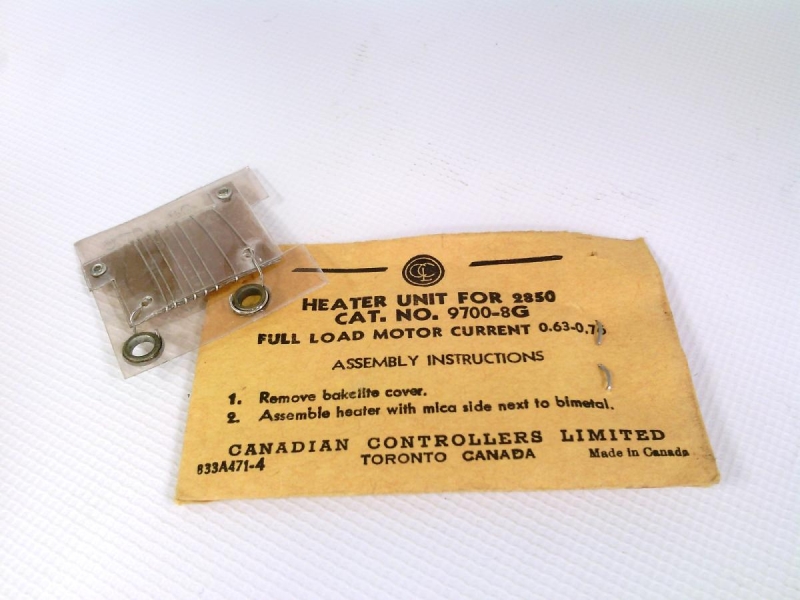 HEATER UNIT FOR 2850
CAT. NO. 9700-8G
FULL LOAD MOTOR CURRENT 0.63-0.75
ASSEMBLY INSTRUCTIONS
1. Remove bakelite cover.
2. Assemble heater with mica side next to bimetal.
CANADIAN CONTROLLERS LIMITED
833A471-4 TORONTO CANADA Made in Canada